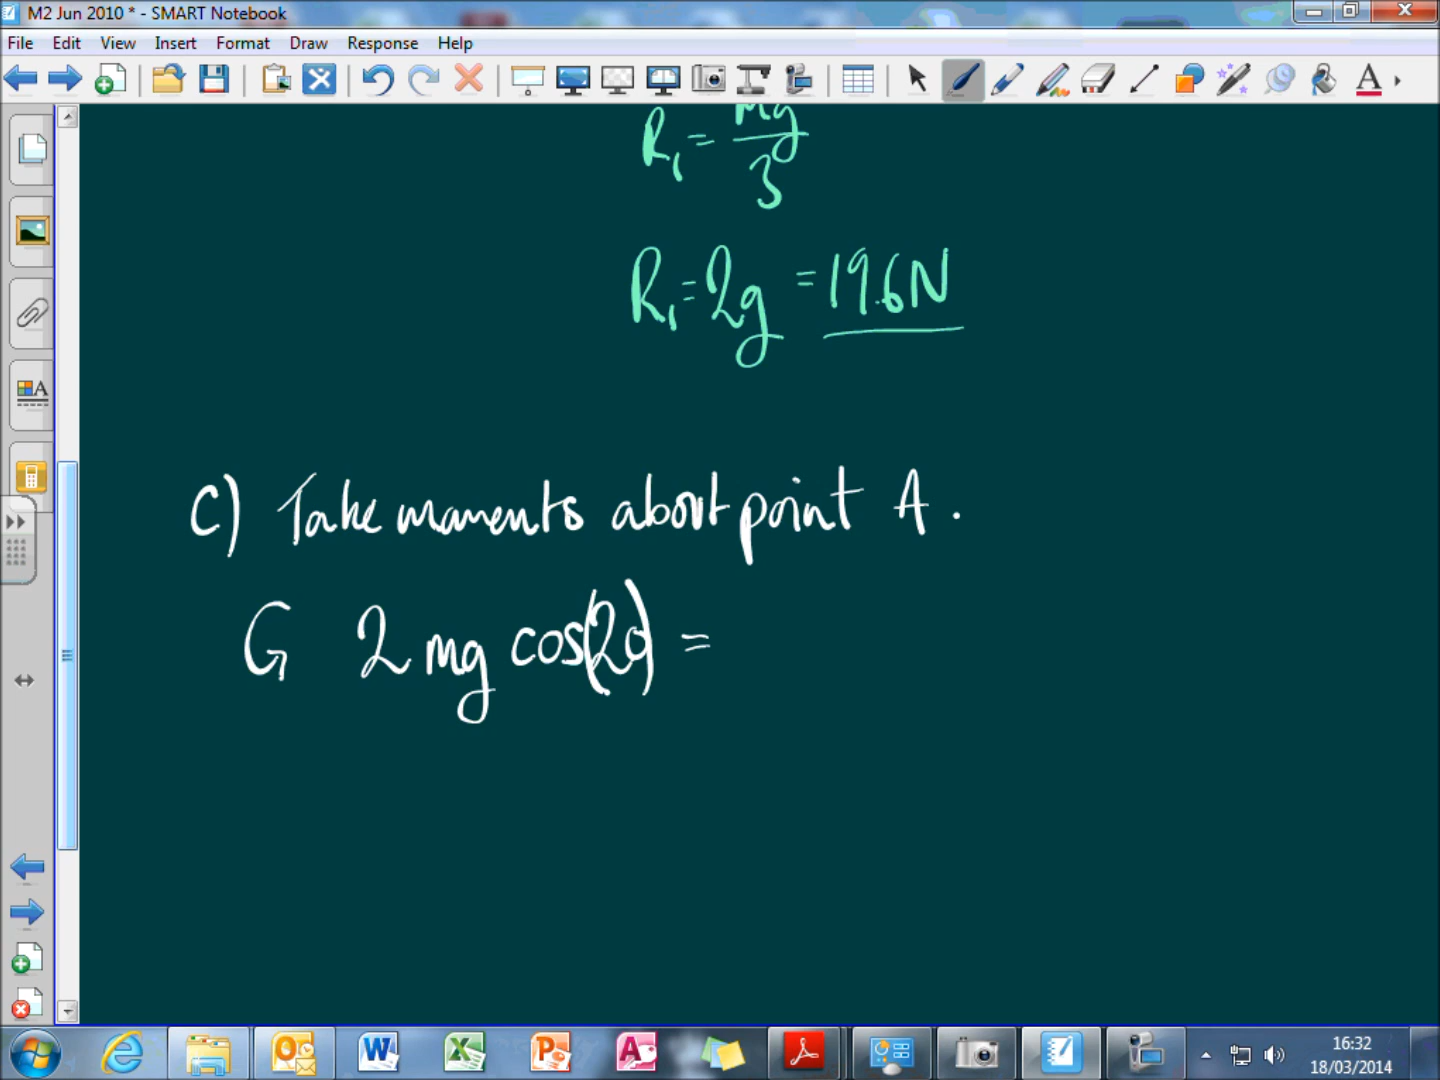 M2 Jun 2010 * - SMART Notebook
File Edit View Insert Format Draw Response Help
R₁ = mg/3
R₁ = 2g = 19.6N
C) Take moments about point A.
G 2mg cos(20) =
16:32
18/03/2014